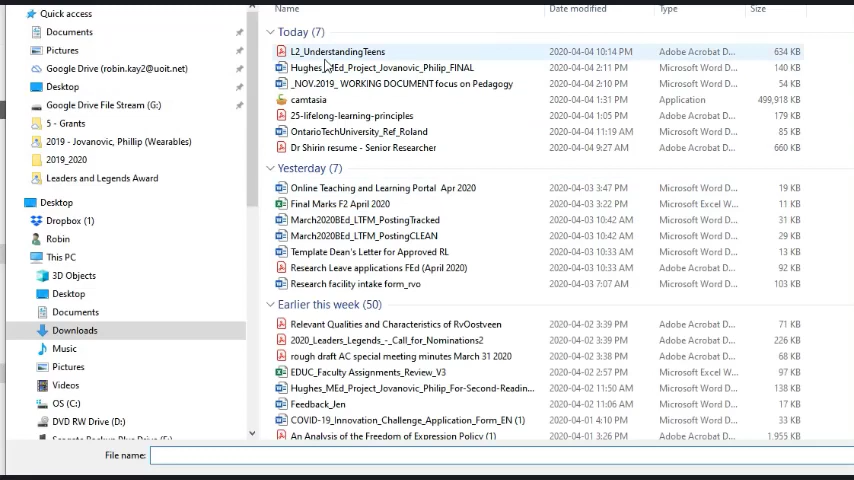 Name Date modified Type Size
Quick access
Documents
Pictures
Google Drive (robin.kay2@uoit.net)
Desktop
Google Drive File Stream (G:)
5 - Grants
2019 - Jovanovic, Phillip (Wearables)
2019_2020
Leaders and Legends Award
Desktop
Dropbox (1)
Robin
This PC
3D Objects
Desktop
Documents
Downloads
Music
Pictures
Videos
OS (C:)
DVD RW Drive (D:)
Seagate Backup Plus Drive (F:)
Today (7)
L2_UnderstandingTeens 2020-04-04 10:14 PM Adobe Acrobat D... 634 KB
Hughes_MEd_Project_Jovanovic_Philip_FINAL 2020-04-04 2:11 PM Microsoft Word D... 140 KB
_NOV.2019_ WORKING DOCUMENT focus on Pedagogy 2020-04-04 2:10 PM Microsoft Word D... 54 KB
camtasia 2020-04-04 1:31 PM Application 499,918 KB
25-lifelong-learning-principles 2020-04-04 1:05 PM Adobe Acrobat D... 179 KB
OntarioTechUniversity_Ref_Roland 2020-04-04 11:19 AM Microsoft Word D... 85 KB
Dr Shirin resume - Senior Researcher 2020-04-04 9:27 AM Adobe Acrobat D... 660 KB
Yesterday (7)
Online Teaching and Learning Portal Apr 2020 2020-04-03 3:47 PM Microsoft Word D... 19 KB
Final Marks F2 April 2020 2020-04-03 3:22 PM Microsoft Excel W... 11 KB
March2020BEd_LTFM_PostingTracked 2020-04-03 10:42 AM Microsoft Word D... 31 KB
March2020BEd_LTFM_PostingCLEAN 2020-04-03 10:42 AM Microsoft Word D... 29 KB
Template Dean's Letter for Approved RL 2020-04-03 10:33 AM Microsoft Word D... 13 KB
Research Leave applications FEd (April 2020) 2020-04-03 10:33 AM Adobe Acrobat D... 92 KB
Research facility intake form_rvo 2020-04-03 7:07 AM Microsoft Word D... 103 KB
Earlier this week (50)
Relevant Qualities and Characteristics of RvOostveen 2020-04-02 3:39 PM Adobe Acrobat D... 71 KB
2020_Leaders_Legends_-_Call_for_Nominations2 2020-04-02 3:39 PM Adobe Acrobat D... 226 KB
rough draft AC special meeting minutes March 31 2020 2020-04-02 3:38 PM Adobe Acrobat D... 68 KB
EDUC_Faculty Assignments_Review_V3 2020-04-02 2:57 PM Microsoft Excel W... 97 KB
Hughes_MEd_Project_Jovanovic_Philip_For-Second-Readin... 2020-04-02 11:50 AM Microsoft Word D... 138 KB
Feedback_Jen 2020-04-02 11:06 AM Microsoft Word D... 17 KB
COVID-19_Innovation_Challenge_Application_Form_EN (1) 2020-04-01 4:10 PM Microsoft Word D... 33 KB
An Analysis of the Freedom of Expression Policy (1) 2020-04-01 3:26 PM Adobe Acrobat D... 1,955 KB
File name: